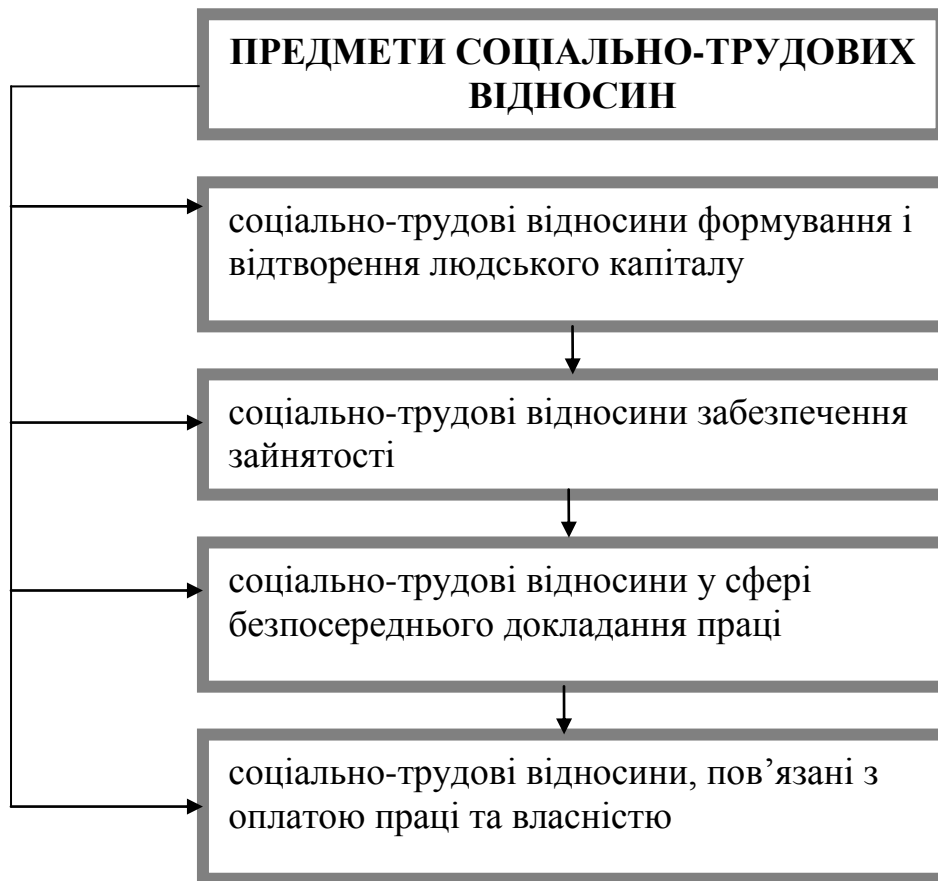 ПРЕДМЕТИ СОЦІАЛЬНО-ТРУДОВИХ
ВІДНОСИН
соціально-трудові відносини формування і
відтворення людського капіталу
соціально-трудові відносини забезпечення
зайнятості
соціально-трудові відносини у сфері
безпосереднього докладання праці
соціально-трудові відносини, пов’язані з
оплатою праці та власністю